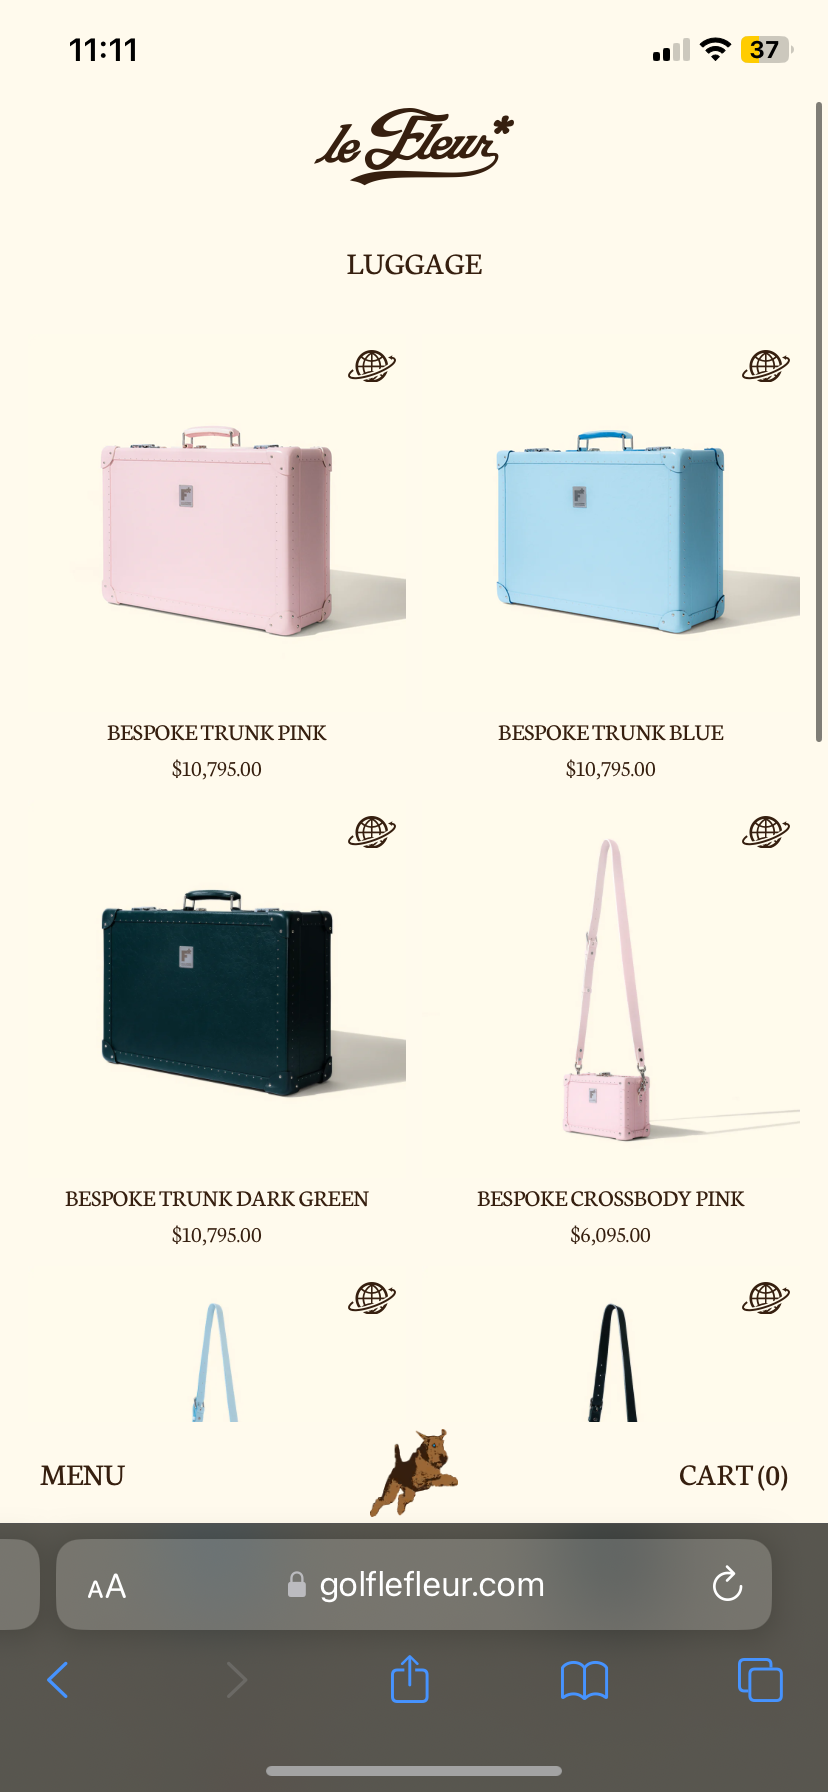 11:11
37
le Fleur*
LUGGAGE
BESPOKE TRUNK PINK
$10,795.00
BESPOKE TRUNK BLUE
$10,795.00
BESPOKE TRUNK DARK GREEN
$10,795.00
BESPOKE CROSSBODY PINK
$6,095.00
MENU
CART (0)
AA
golflefleur.com